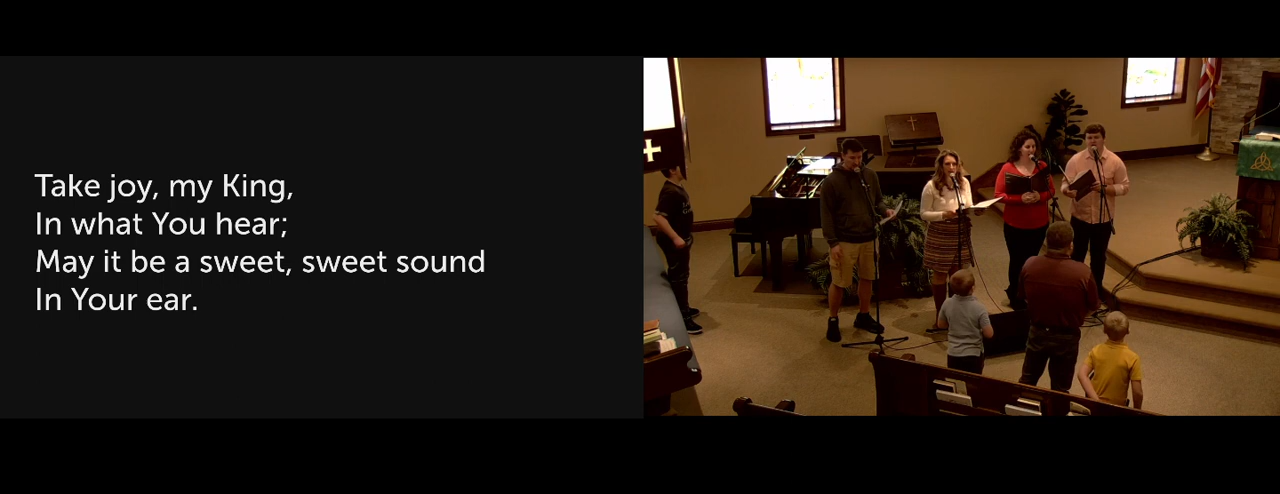 Take joy, my King,
In what You hear;
May it be a sweet, sweet sound
In Your ear.